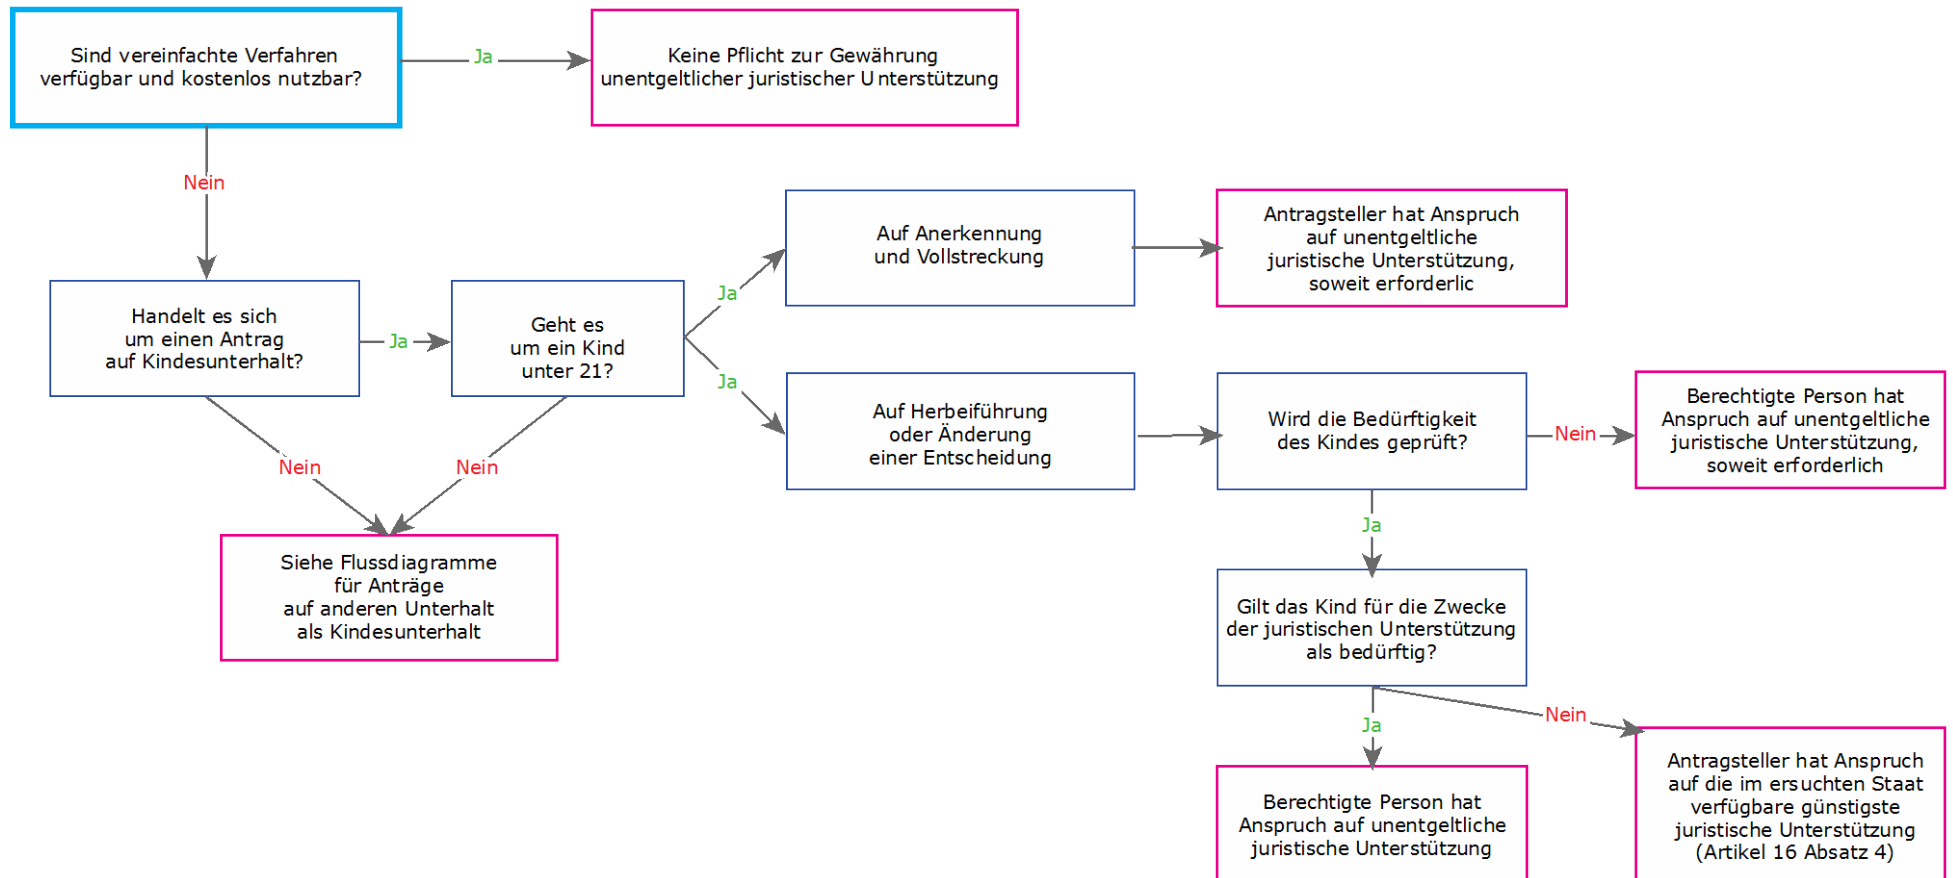 Sind vereinfachte Verfahren
verfügbar und kostenlos nutzbar?
Ja
Keine Pflicht zur Gewährung
unentgeltlicher juristischer Unterstützung
Nein
Handelt es sich
um einen Antrag
auf Kindesunterhalt?
Ja
Geht es
um ein Kind
unter 21?
Ja
Auf Anerkennung
und Vollstreckung
Antragsteller hat Anspruch
auf unentgeltliche
juristische Unterstützung,
soweit erforderlic
Ja
Auf Herbeiführung
oder Änderung
einer Entscheidung
Wird die Bedürftigkeit
des Kindes geprüft?
Nein
Berechtigte Person hat
Anspruch auf unentgeltliche
juristische Unterstützung,
soweit erforderlich
Nein
Nein
Siehe Flussdiagramme
für Anträge
auf anderen Unterhalt
als Kindesunterhalt
Ja
Gilt das Kind für die Zwecke
der juristischen Unterstützung
als bedürftig?
Ja
Berechtigte Person hat
Anspruch auf unentgeltliche
juristische Unterstützung
Nein
Antragsteller hat Anspruch
auf die im ersuchten Staat
verfügbare günstigste
juristische Unterstützung
(Artikel 16 Absatz 4)